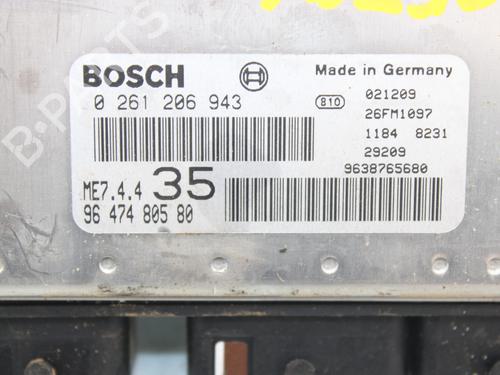 BOSCH
Made in Germany
0 261 206 943
810
021209
26FM1097
1184 8231
29209
9638765680
ME7.4.4 35
96 474 805 80
B-PARTS